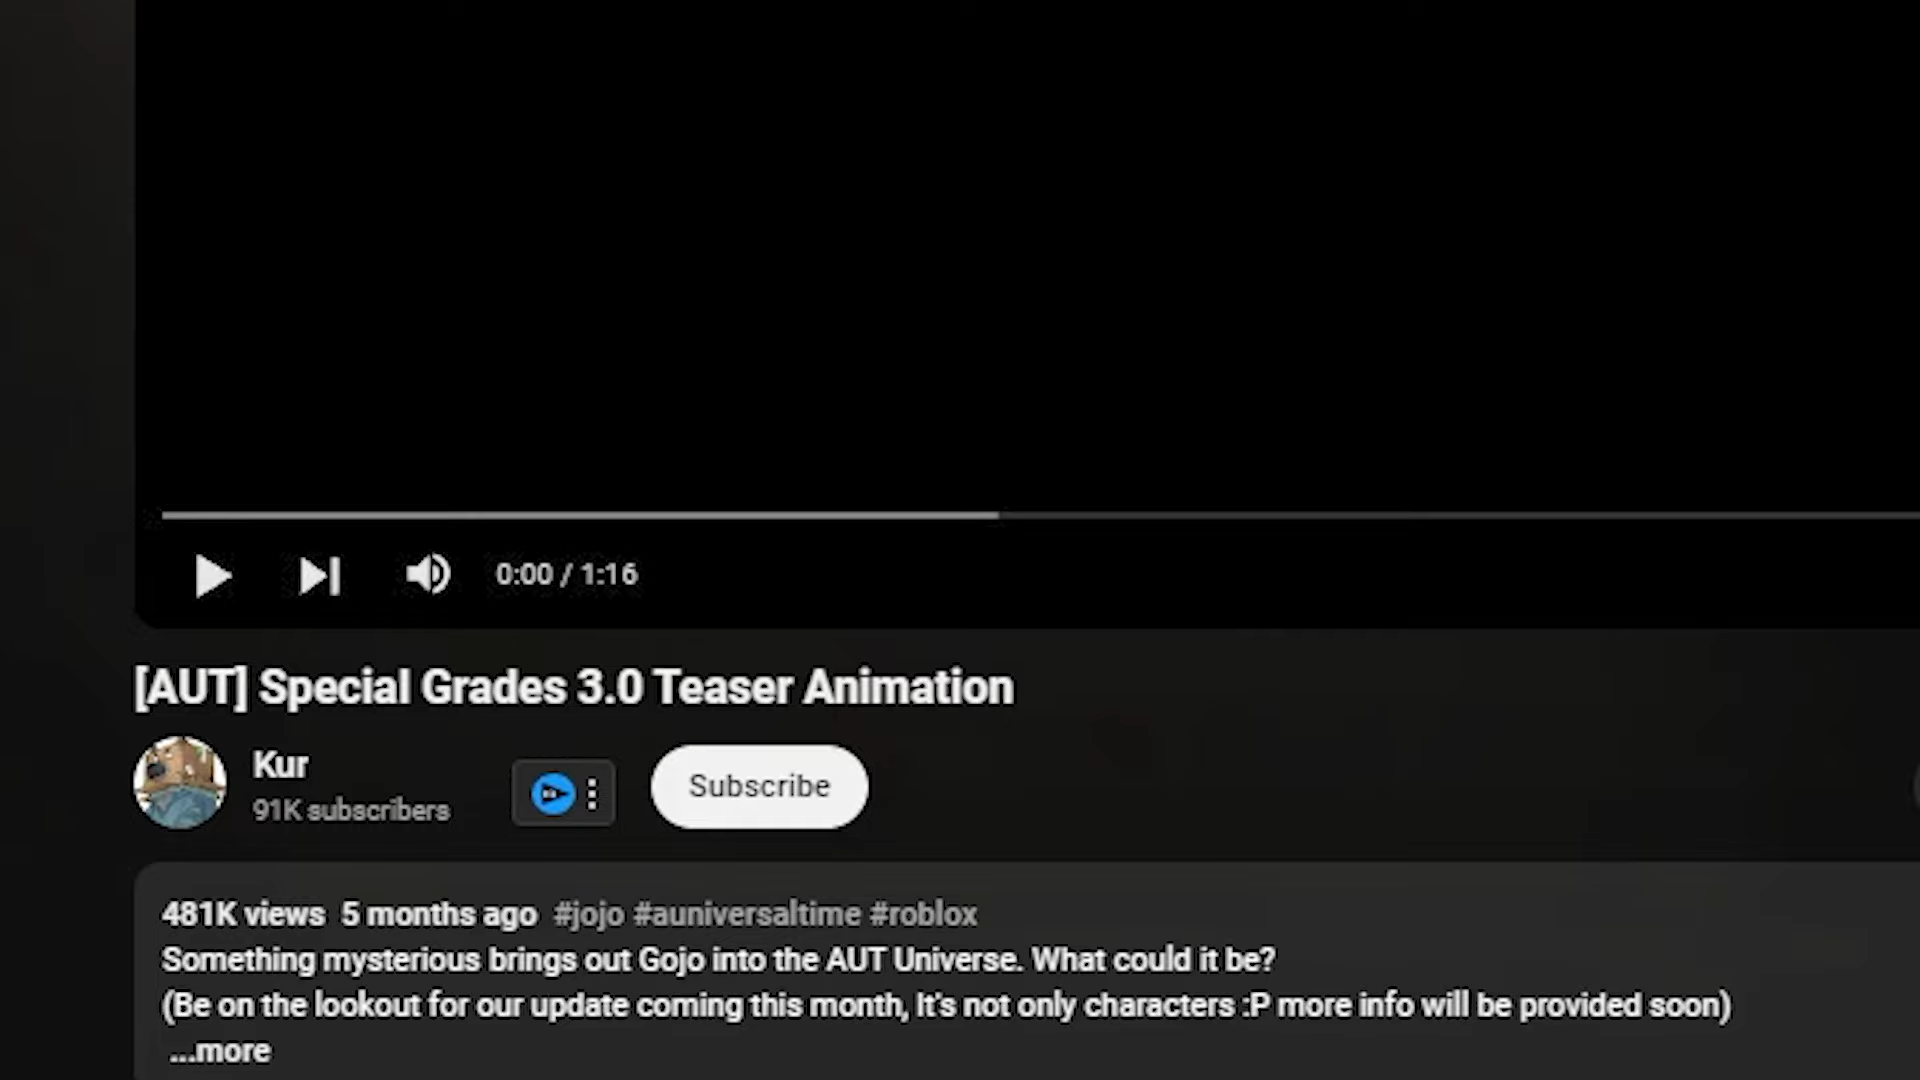 0:00 / 1:16
[AUT] Special Grades 3.0 Teaser Animation
Kur
91K subscribers
Subscribe
481K views 5 months ago #jojo #auniversaltime #roblox
Something mysterious brings out Gojo into the AUT Universe. What could it be?
(Be on the lookout for our update coming this month, It's not only characters :P more info will be provided soon)
...more